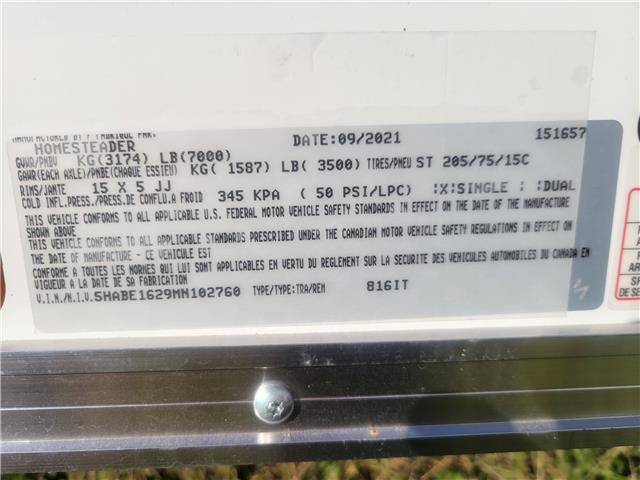 MANUFACTURED BY / FABRIQUE PAR:
HOMESTEADER DATE:09/2021 151657
GVWR/PNBV KG(3174) LB(7000)
GAWR(EACH AXLE)/PNBE(CHAQUE ESSIEU) KG( 1587) LB( 3500) TIRES/PNEU ST 205/75/15C
RIMS/JANTE 15 X 5 JJ
COLD INFL.PRESS./PRESS.DE CONFLU.A FROID 345 KPA ( 50 PSI/LPC) :X:SINGLE : :DUAL
THIS VEHICLE CONFORMS TO ALL APPLICABLE U.S. FEDERAL MOTOR VEHICLE SAFETY STANDARDS IN EFFECT ON THE DATE OF THE MANUFACTURE
SHOWN ABOVE
THIS VEHICLE CONFORMS TO ALL APPLICABLE STANDARDS PRESCRIBED UNDER THE CANADIAN MOTOR VEHICLE SAFETY REGULATIONS IN EFFECT ON
THE DATE OF MANUFACTURE - CE VEHICULE EST
CONFORME A TOUTES LES NORMES QUI LUI SONT APPLICABLES EN VERTU DU REGLEMENT SUR LA SECURITE DES VEHICULES AUTOMOBILES DU CANADA EN
VIGUEUR A LA DATE DE SA FABRICATION
V.I.N./N.I.V.5HABE1629MN102760 TYPE/TYPE:TRA/REM 816IT